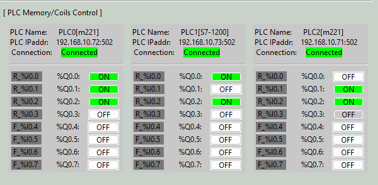 [ PLC Memory/Coils Control ]
PLC Name: PLC0[m221] PLC Name: PLC1[S7-1200] PLC Name: PLC2[m221]
PLC IPaddr: 192.168.10.72:502 PLC IPaddr: 192.168.10.73:502 PLC IPaddr: 192.168.10.71:502
Connection: Connected Connection: Connected Connection: Connected
R_%I0.0 %Q0.0: ON R_%I0.0 %Q0.0: ON R_%I0.0 %Q0.0: OFF
R_%I0.1 %Q0.1: ON R_%I0.1 %Q0.1: OFF R_%I0.1 %Q0.1: ON
R_%I0.2 %Q0.2: ON R_%I0.2 %Q0.2: ON R_%I0.2 %Q0.2: ON
R_%I0.3 %Q0.3: OFF R_%I0.3 %Q0.3: OFF R_%I0.3 %Q0.3: OFF
F_%I0.4 %Q0.4: OFF F_%I0.4 %Q0.4: OFF F_%I0.4 %Q0.4: OFF
F_%I0.5 %Q0.5: OFF F_%I0.5 %Q0.5: OFF F_%I0.5 %Q0.5: OFF
F_%I0.6 %Q0.6: OFF F_%I0.6 %Q0.6: OFF F_%I0.6 %Q0.6: OFF
F_%I0.7 %Q0.7: OFF F_%I0.7 %Q0.7: OFF F_%I0.7 %Q0.7: OFF